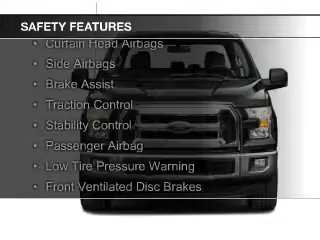 SAFETY FEATURES
• Curtain Head Airbags
• Side Airbags
• Brake Assist
• Traction Control
• Stability Control
• Passenger Airbag
• Low Tire Pressure Warning
• Front Ventilated Disc Brakes